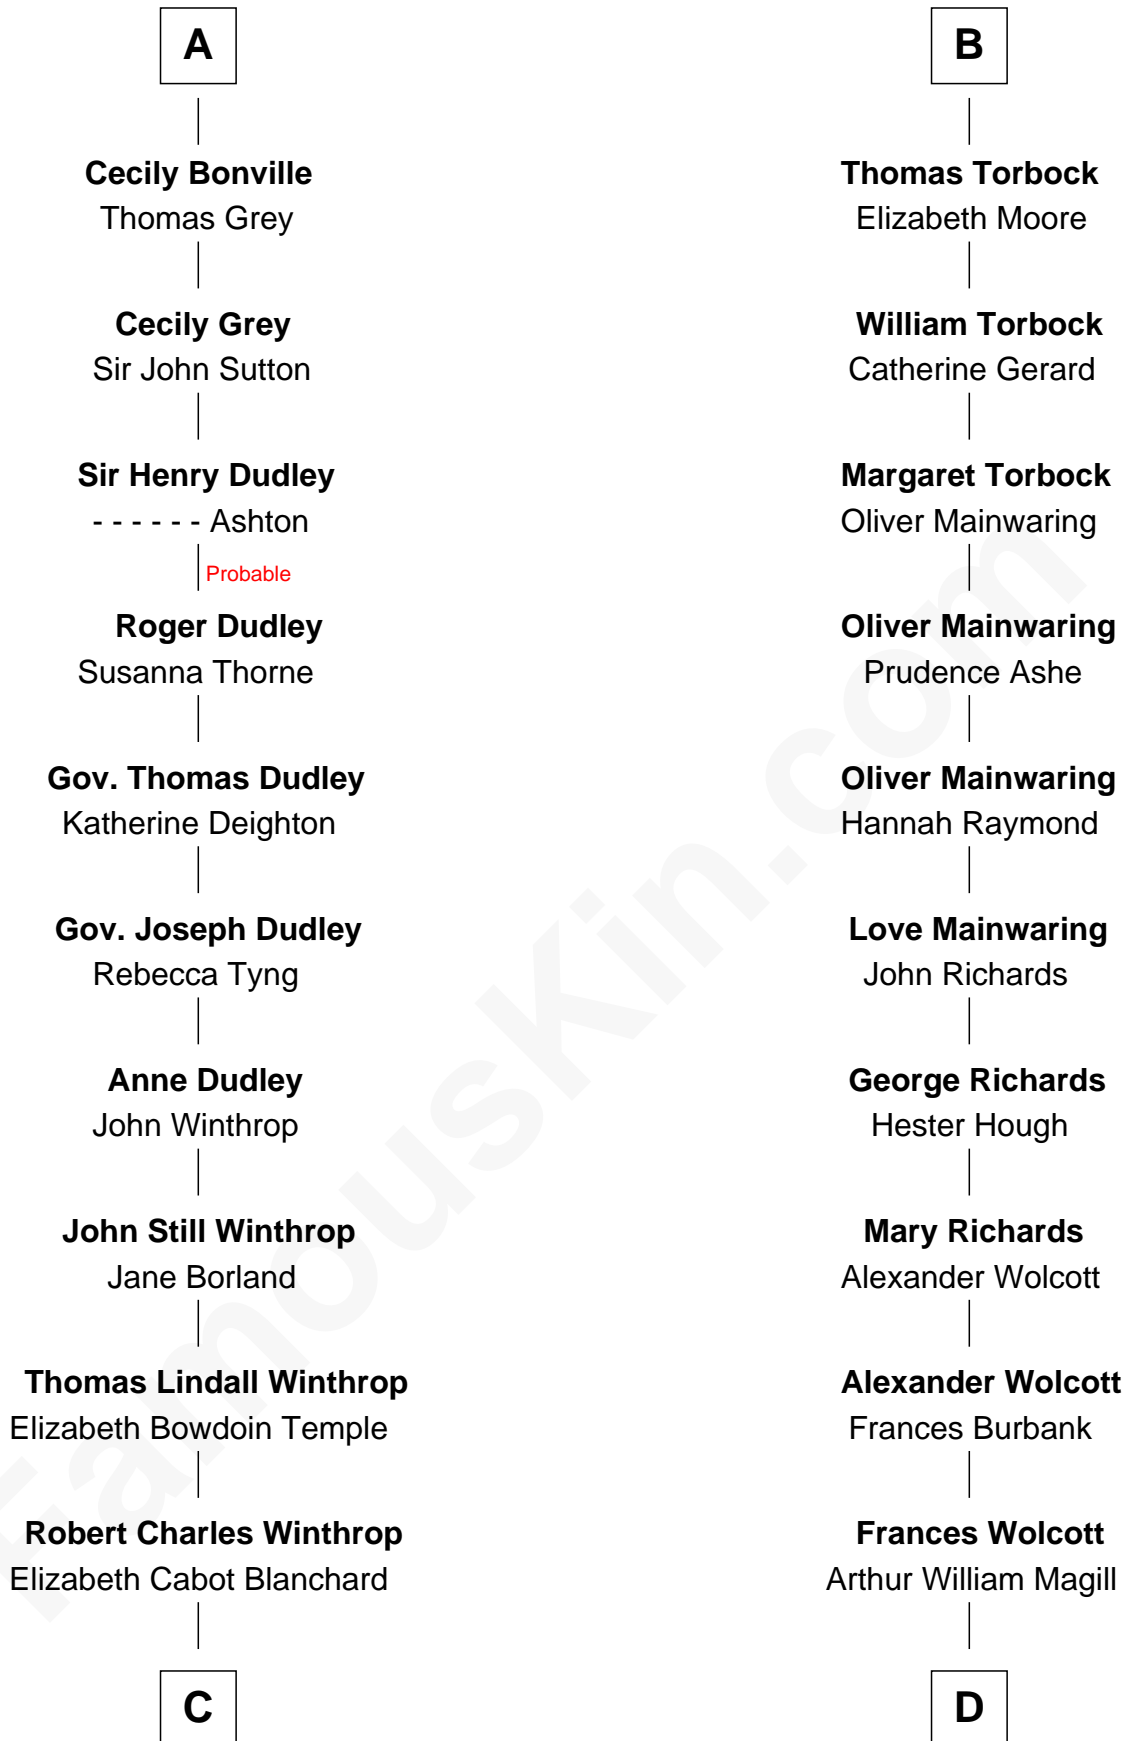 A
Cecily Bonville
Thomas Grey
Cecily Grey
Sir John Sutton
Sir Henry Dudley
- - - - - - Ashton
Probable
Roger Dudley
Susanna Thorne
Gov. Thomas Dudley
Katherine Deighton
Gov. Joseph Dudley
Rebecca Tyng
Anne Dudley
John Winthrop
John Still Winthrop
Jane Borland
Thomas Lindall Winthrop
Elizabeth Bowdoin Temple
Robert Charles Winthrop
Elizabeth Cabot Blanchard
C
B
Thomas Torbock
Elizabeth Moore
William Torbock
Catherine Gerard
Margaret Torbock
Oliver Mainwaring
Oliver Mainwaring
Prudence Ashe
Oliver Mainwaring
Hannah Raymond
Love Mainwaring
John Richards
George Richards
Hester Hough
Mary Richards
Alexander Wolcott
Alexander Wolcott
Frances Burbank
Frances Wolcott
Arthur William Magill
D
FamousKin.com